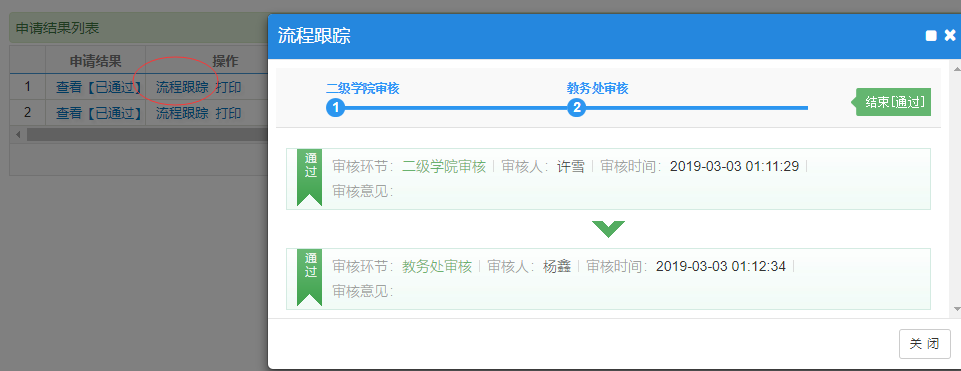 申请结果列表
申请结果 操作
1 查看【已通过】 流程跟踪 打印
2 查看【已通过】 流程跟踪 打印
流程跟踪
二级学院审核 教务处审核
1 2
结束[通过]
通过
审核环节: 二级学院审核 审核人: 许雪 审核时间: 2019-03-03 01:11:29
审核意见:
通过
审核环节: 教务处审核 审核人: 杨鑫 审核时间: 2019-03-03 01:12:34
审核意见:
关 闭